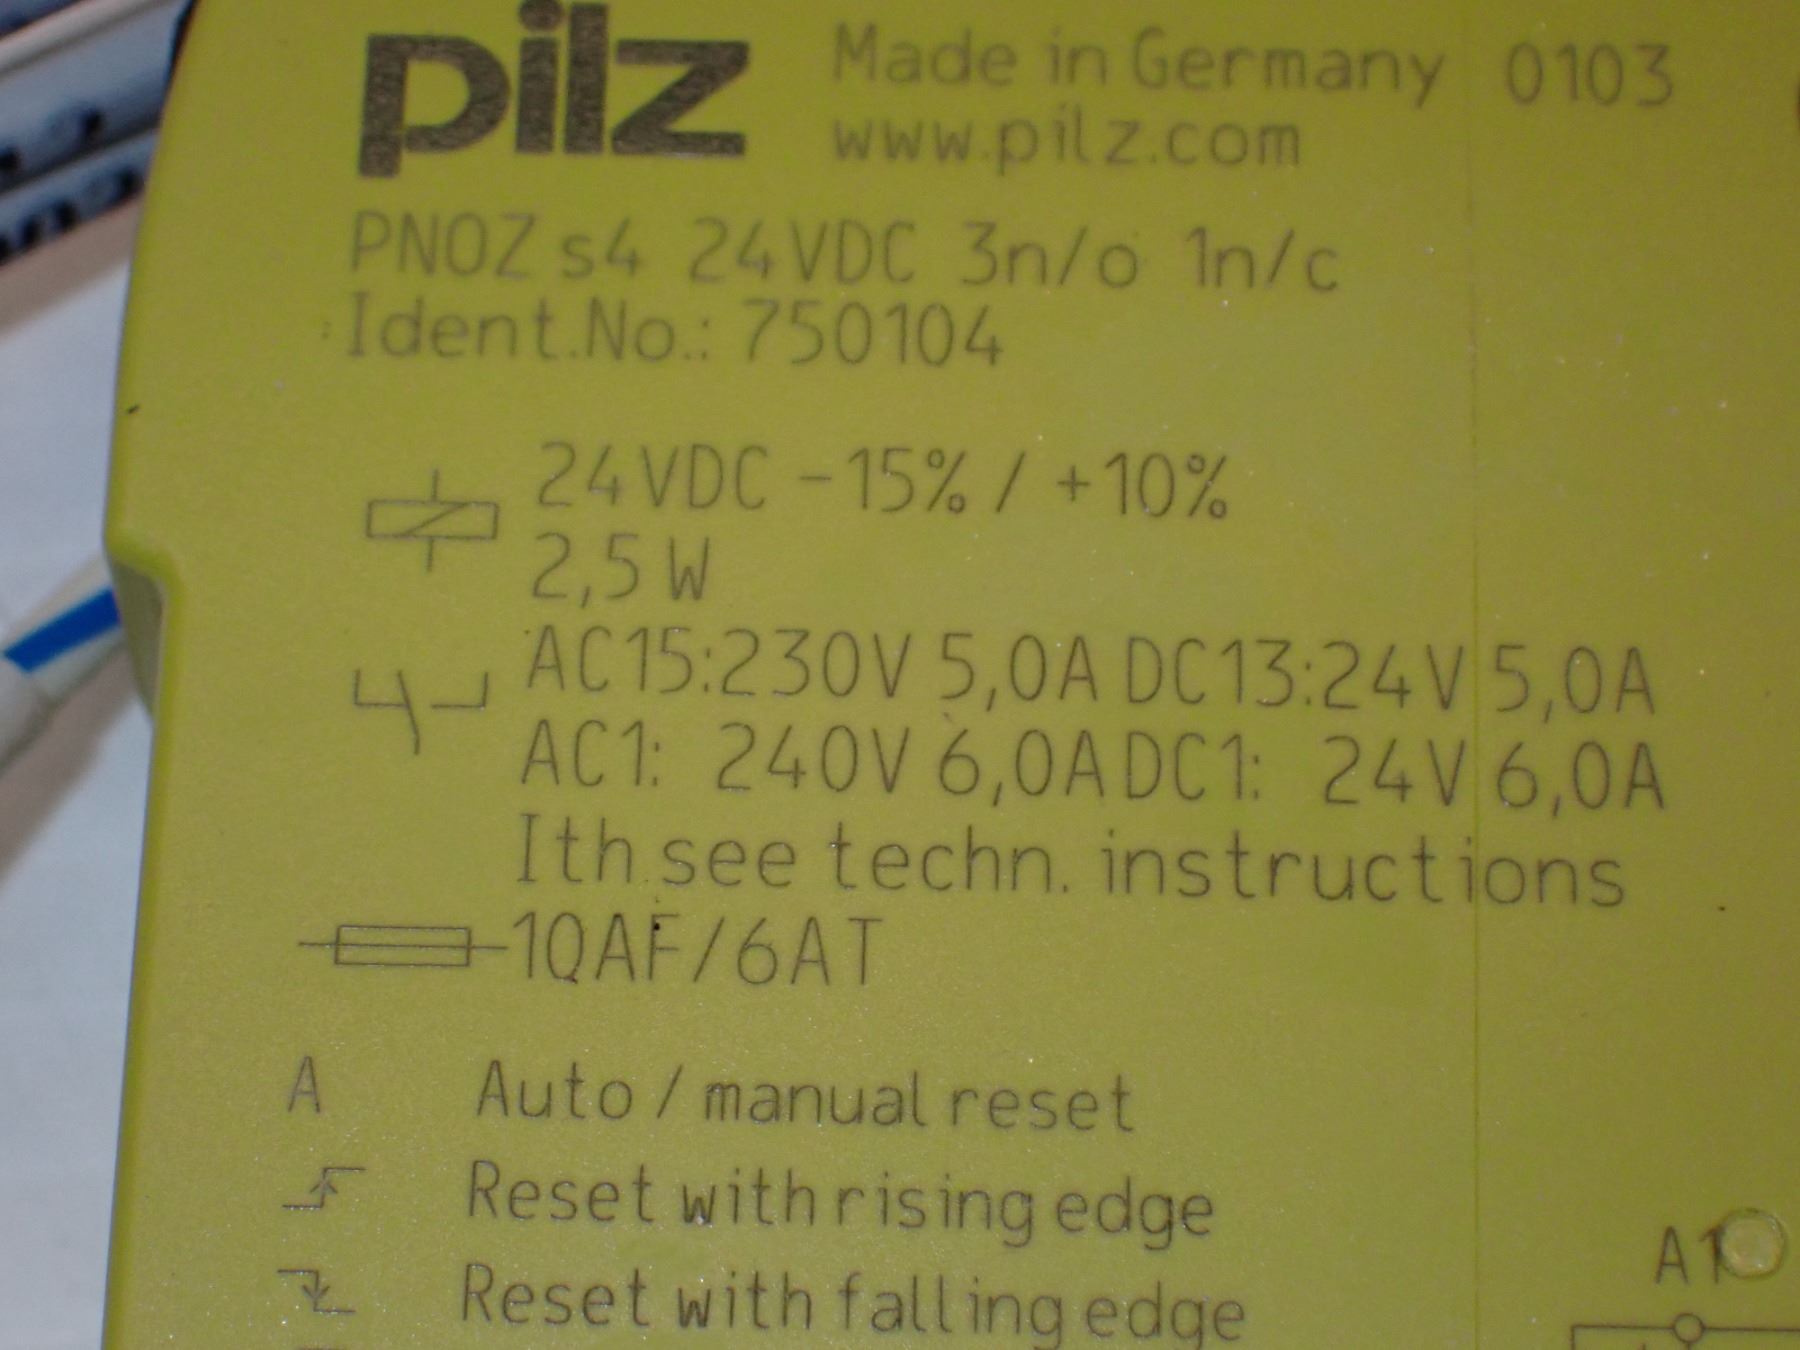 pilz Made in Germany 0103
www.pilz.com
PNOZ s4 24VDC 3n/o 1n/c
Ident.No.: 750104
24VDC -15% / +10%
2,5 W
AC15:230V 5,0A DC13:24V 5,0A
AC1: 240V 6,0A DC1: 24V 6,0A
Ith see techn. instructions
10AF/6AT
A Auto / manual reset
Reset with rising edge
Reset with falling edge
A1